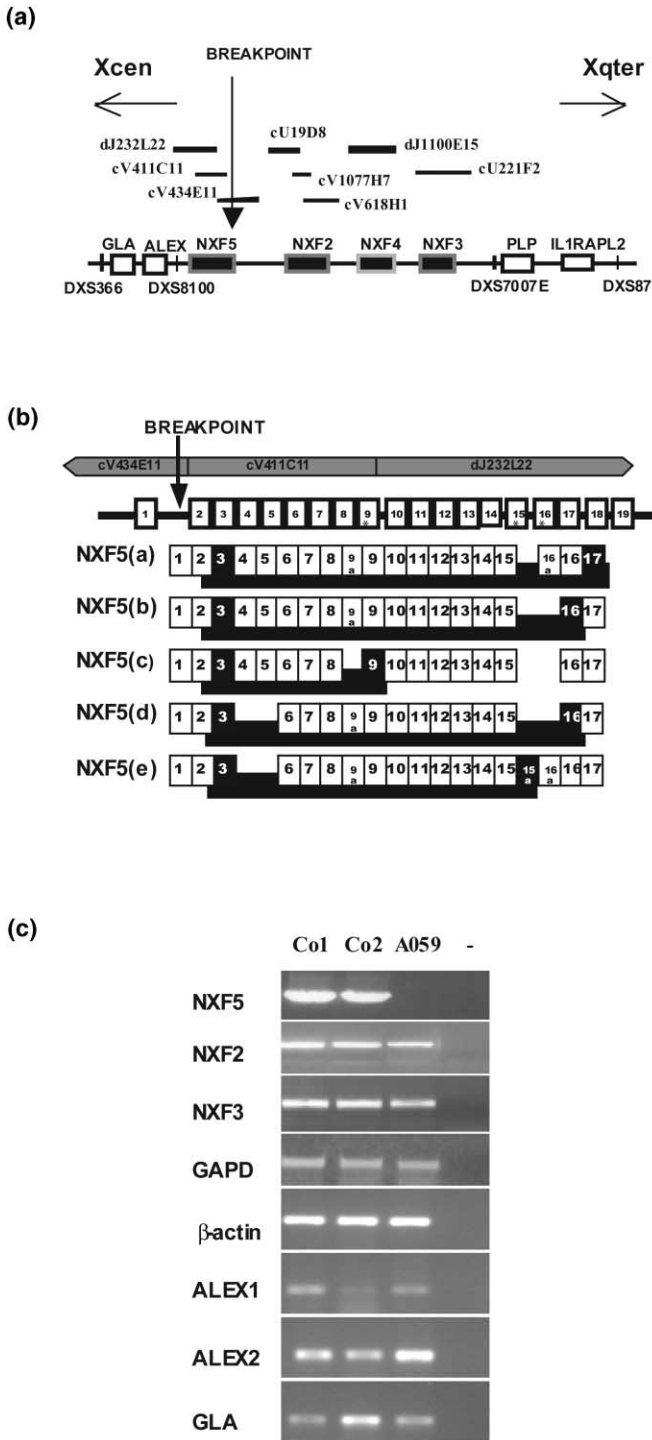 (a)
BREAKPOINT
Xcen
Xqter
cU19D8
dJ232L22
dJ1100E15
cV411C11
cU221F2
cV1077H7
cV434E11
cV618H1
GLA ALEX NXF5 NXF2 NXF4 NXF3 PLP IL1RAPL2
DXS366 DXS8100 DXS7007E DXS87
(b)
BREAKPOINT
cV434E11 cV411C11 dJ232L22
1 2 3 4 5 6 7 8 9* 10 11 12 13 14 15* 16* 17 18 19
NXF5(a) 1 2 3 4 5 6 7 8 9a 9 10 11 12 13 14 15 16a 16 17
NXF5(b) 1 2 3 4 5 6 7 8 9a 9 10 11 12 13 14 15 16 17
NXF5(c) 1 2 3 4 5 6 7 8 9 10 11 12 13 14 15 16 17
NXF5(d) 1 2 3 6 7 8 9a 9 10 11 12 13 14 15 16 17
NXF5(e) 1 2 3 6 7 8 9a 9 10 11 12 13 14 15 15a 16a 16 17
(c)
Co1 Co2 A059 -
NXF5
NXF2
NXF3
GAPD
β-actin
ALEX1
ALEX2
GLA